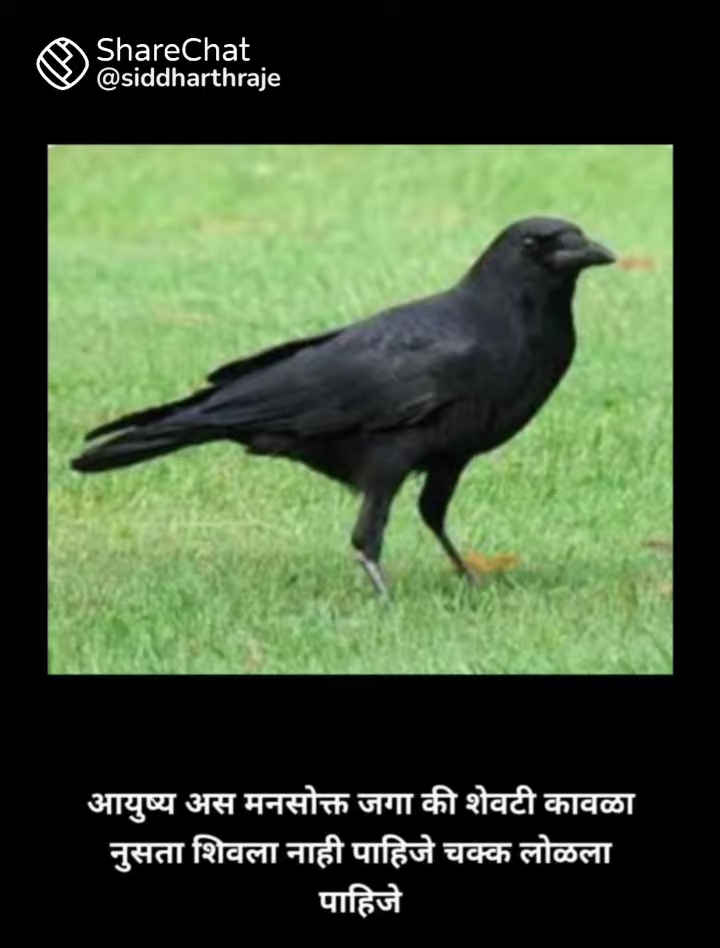 ShareChat
@siddharthraje
आयुष्य अस मनसोक्त जगा की शेवटी कावळा
नुसता शिवला नाही पाहिजे चक्क लोळला
पाहिजे